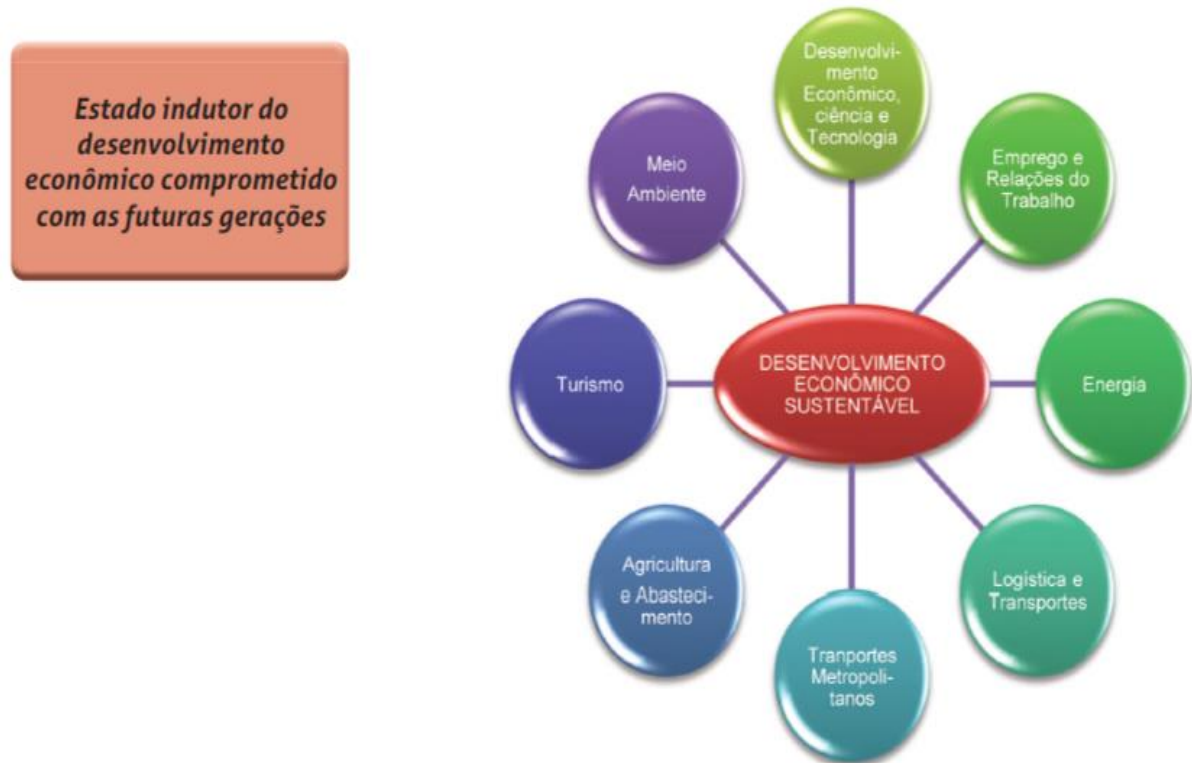 Estado indutor do
desenvolvimento
econômico comprometido
com as futuras gerações
Desenvolvi-
mento
Econômico,
ciência e
Tecnologia
Emprego e
Relações do
Trabalho
Energia
Logística e
Transportes
Tranportes
Metropoli-
tanos
Agricultura
e Abasteci-
mento
Turismo
Meio
Ambiente
DESENVOLVIMENTO
ECONÔMICO
SUSTENTÁVEL